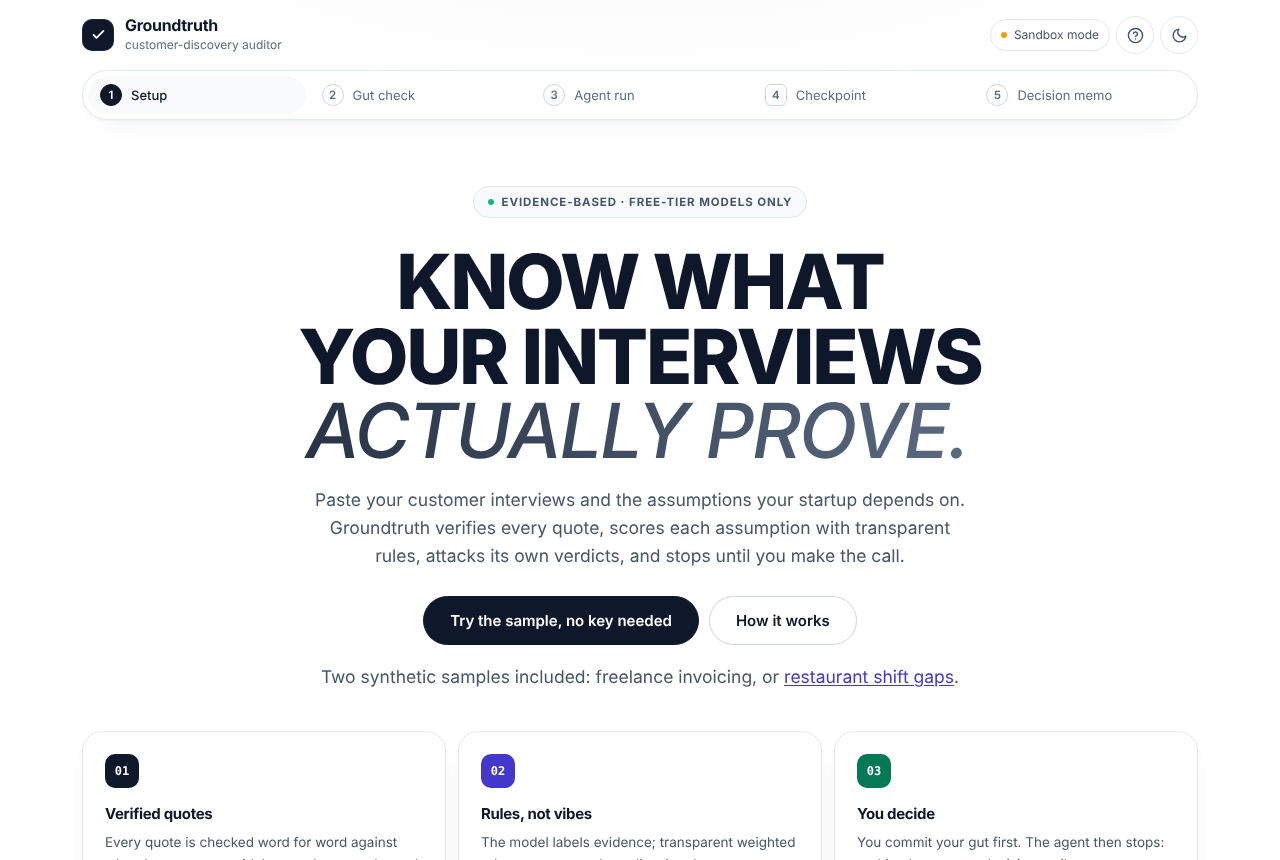 Groundtruth
customer-discovery auditor
Sandbox mode
1 Setup
2 Gut check
3 Agent run
4 Checkpoint
5 Decision memo
EVIDENCE-BASED · FREE-TIER MODELS ONLY
KNOW WHAT
YOUR INTERVIEWS
ACTUALLY PROVE.
Paste your customer interviews and the assumptions your startup depends on.
Groundtruth verifies every quote, scores each assumption with transparent
rules, attacks its own verdicts, and stops until you make the call.
Try the sample, no key needed
How it works
Two synthetic samples included: freelance invoicing, or restaurant shift gaps.
01
Verified quotes
Every quote is checked word for word against
02
Rules, not vibes
The model labels evidence; transparent weighted
03
You decide
You commit your gut first. The agent then stops: